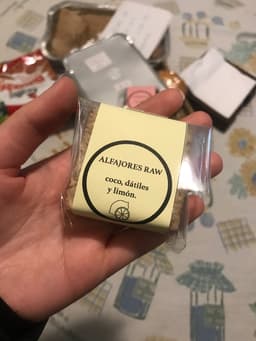 ALFAJORES RAW
coco, dátiles
y limón.